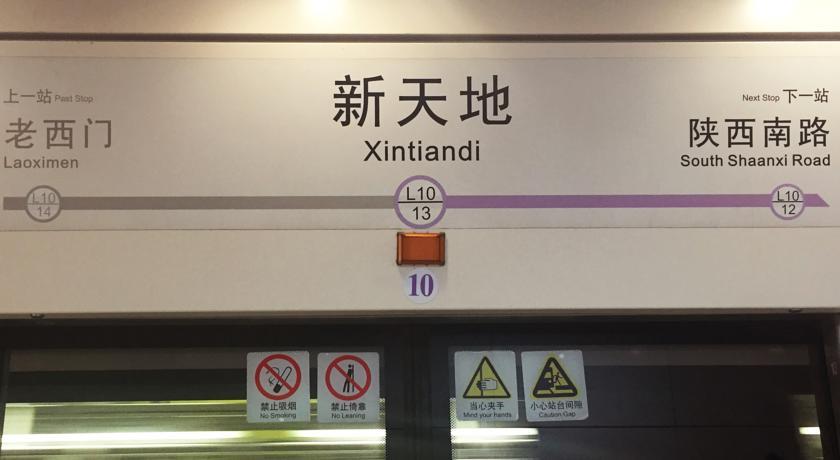 上一站 Past Stop
老西门
Laoximen
L10
14
新天地
Xintiandi
L10
13
Next Stop 下一站
陕西南路
South Shaanxi Road
L10
12
10
禁止吸烟
No Smoking
禁止倚靠
No Leaning
当心夹手
Mind your hands
小心站台间隙
Caution Gap